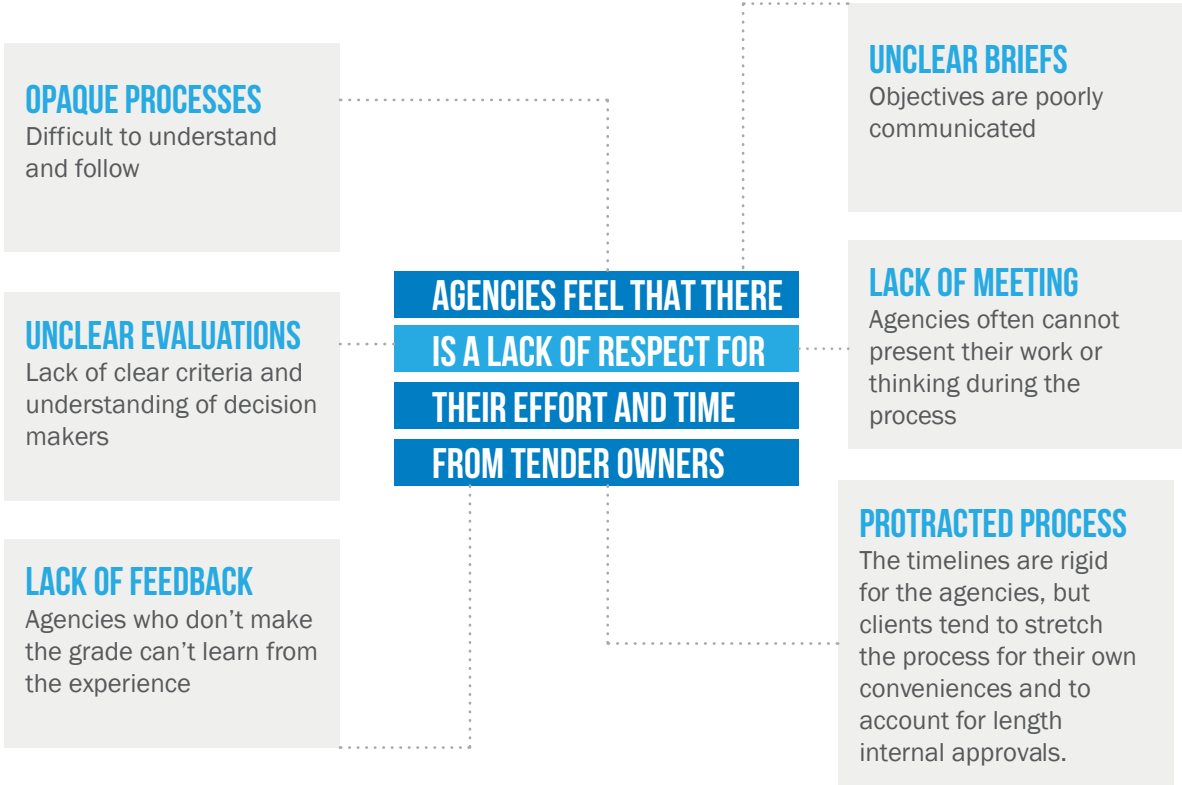 OPAQUE PROCESSES
Difficult to understand
and follow
UNCLEAR EVALUATIONS
Lack of clear criteria and
understanding of decision
makers
LACK OF FEEDBACK
Agencies who don’t make
the grade can’t learn from
the experience
AGENCIES FEEL THAT THERE
IS A LACK OF RESPECT FOR
THEIR EFFORT AND TIME
FROM TENDER OWNERS
UNCLEAR BRIEFS
Objectives are poorly
communicated
LACK OF MEETING
Agencies often cannot
present their work or
thinking during the
process
PROTRACTED PROCESS
The timelines are rigid
for the agencies, but
clients tend to stretch
the process for their own
conveniences and to
account for length
internal approvals.